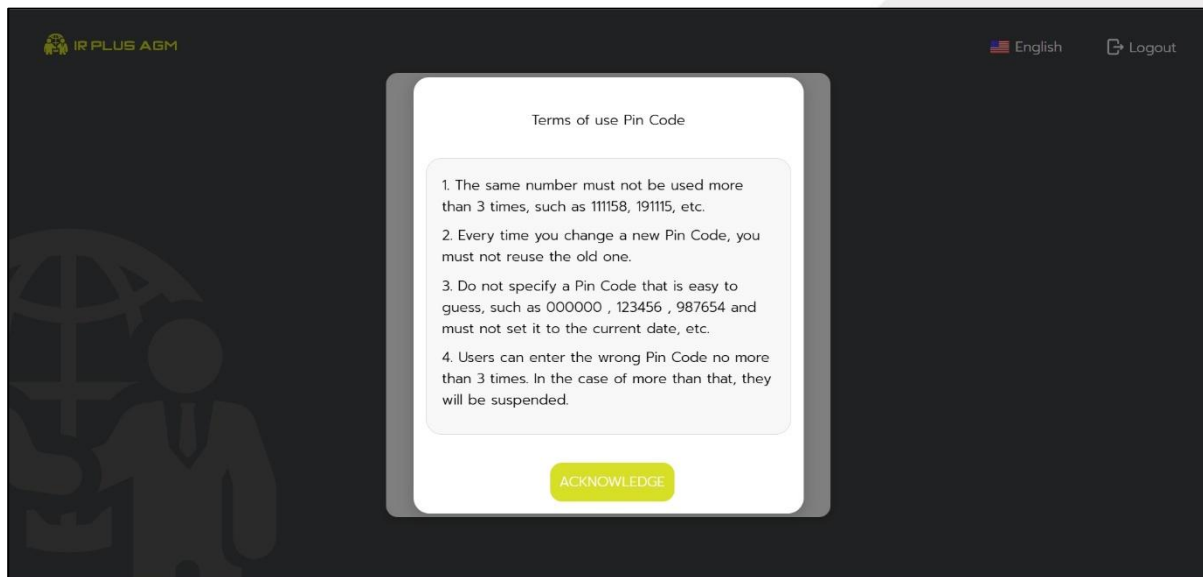 IR PLUS AGM
English
Logout
Terms of use Pin Code
1. The same number must not be used more
than 3 times, such as 111158, 191115, etc.
2. Every time you change a new Pin Code, you
must not reuse the old one.
3. Do not specify a Pin Code that is easy to
guess, such as 000000 , 123456 , 987654 and
must not set it to the current date, etc.
4. Users can enter the wrong Pin Code no more
than 3 times. In the case of more than that, they
will be suspended.
ACKNOWLEDGE